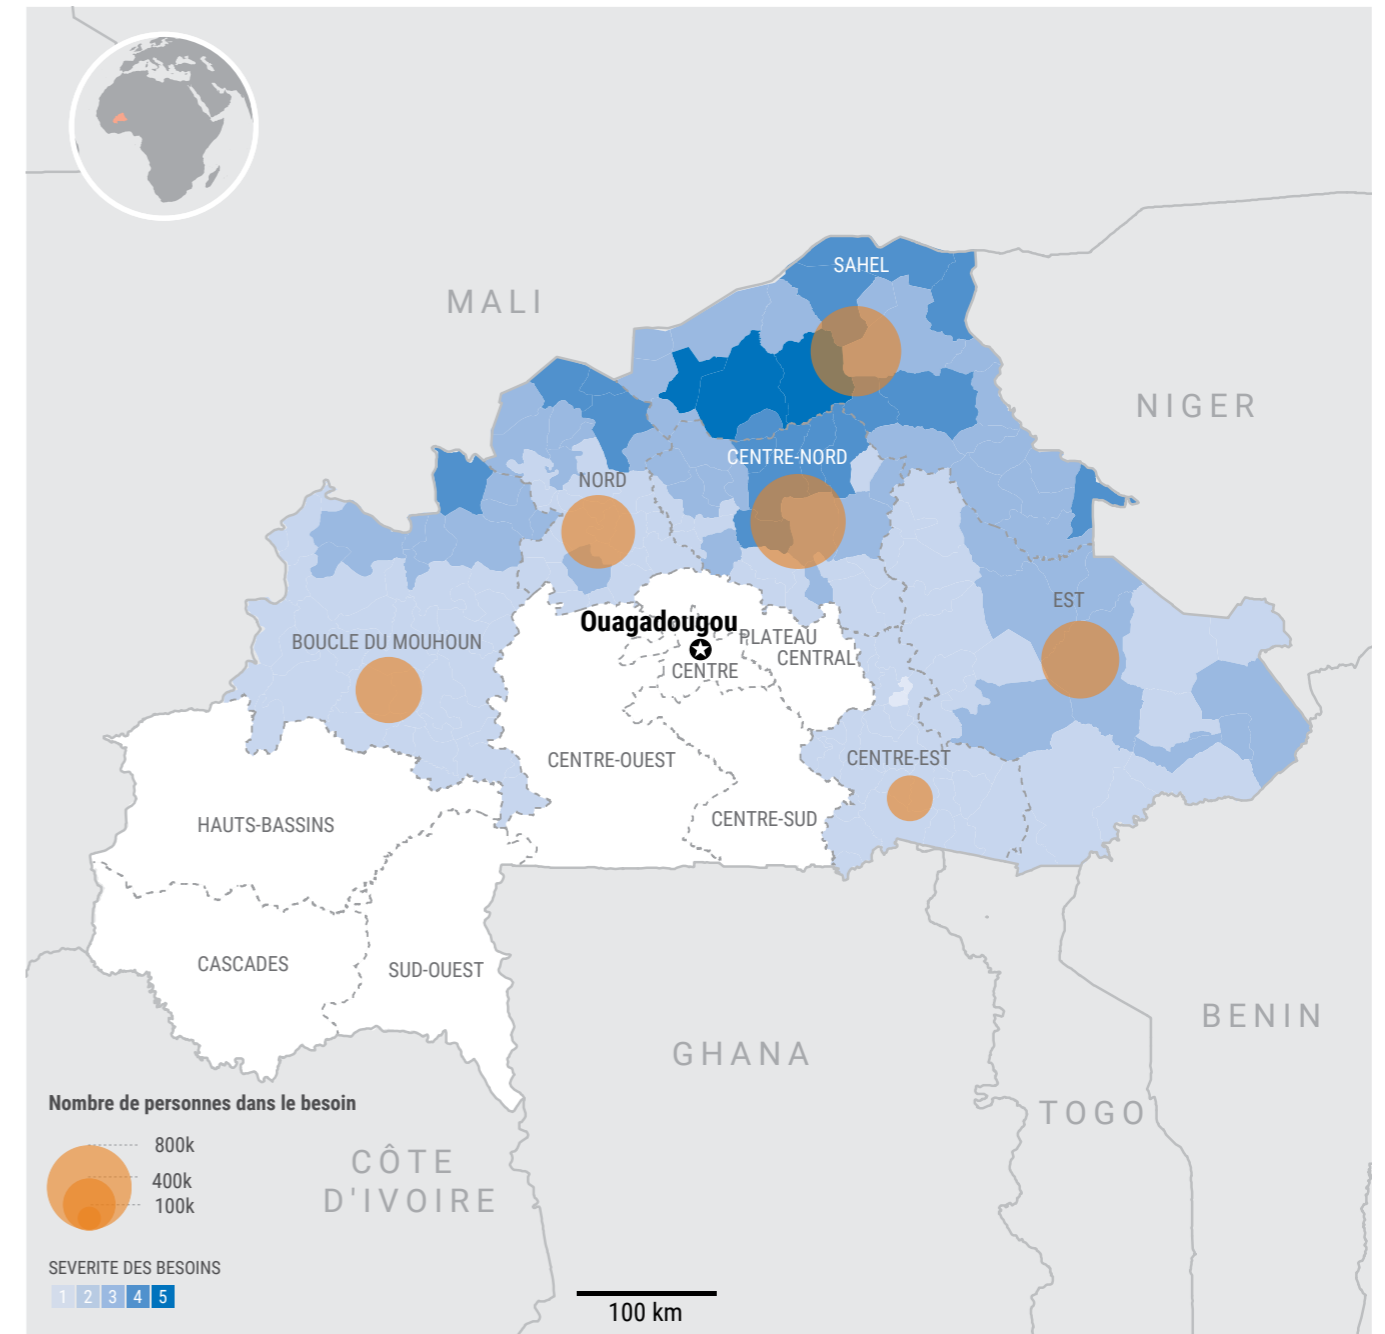 SAHEL
MALI
NIGER
CENTRE-NORD
NORD
EST
Ouagadougou
PLATEAU
CENTRAL
BOUCLE DU MOUHOUN
CENTRE
CENTRE-OUEST
CENTRE-EST
CENTRE-SUD
HAUTS-BASSINS
CASCADES
SUD-OUEST
BENIN
GHANA
TOGO
CÔTE
D'IVOIRE
Nombre de personnes dans le besoin
800k
400k
100k
SEVERITE DES BESOINS
1 2 3 4 5
100 km